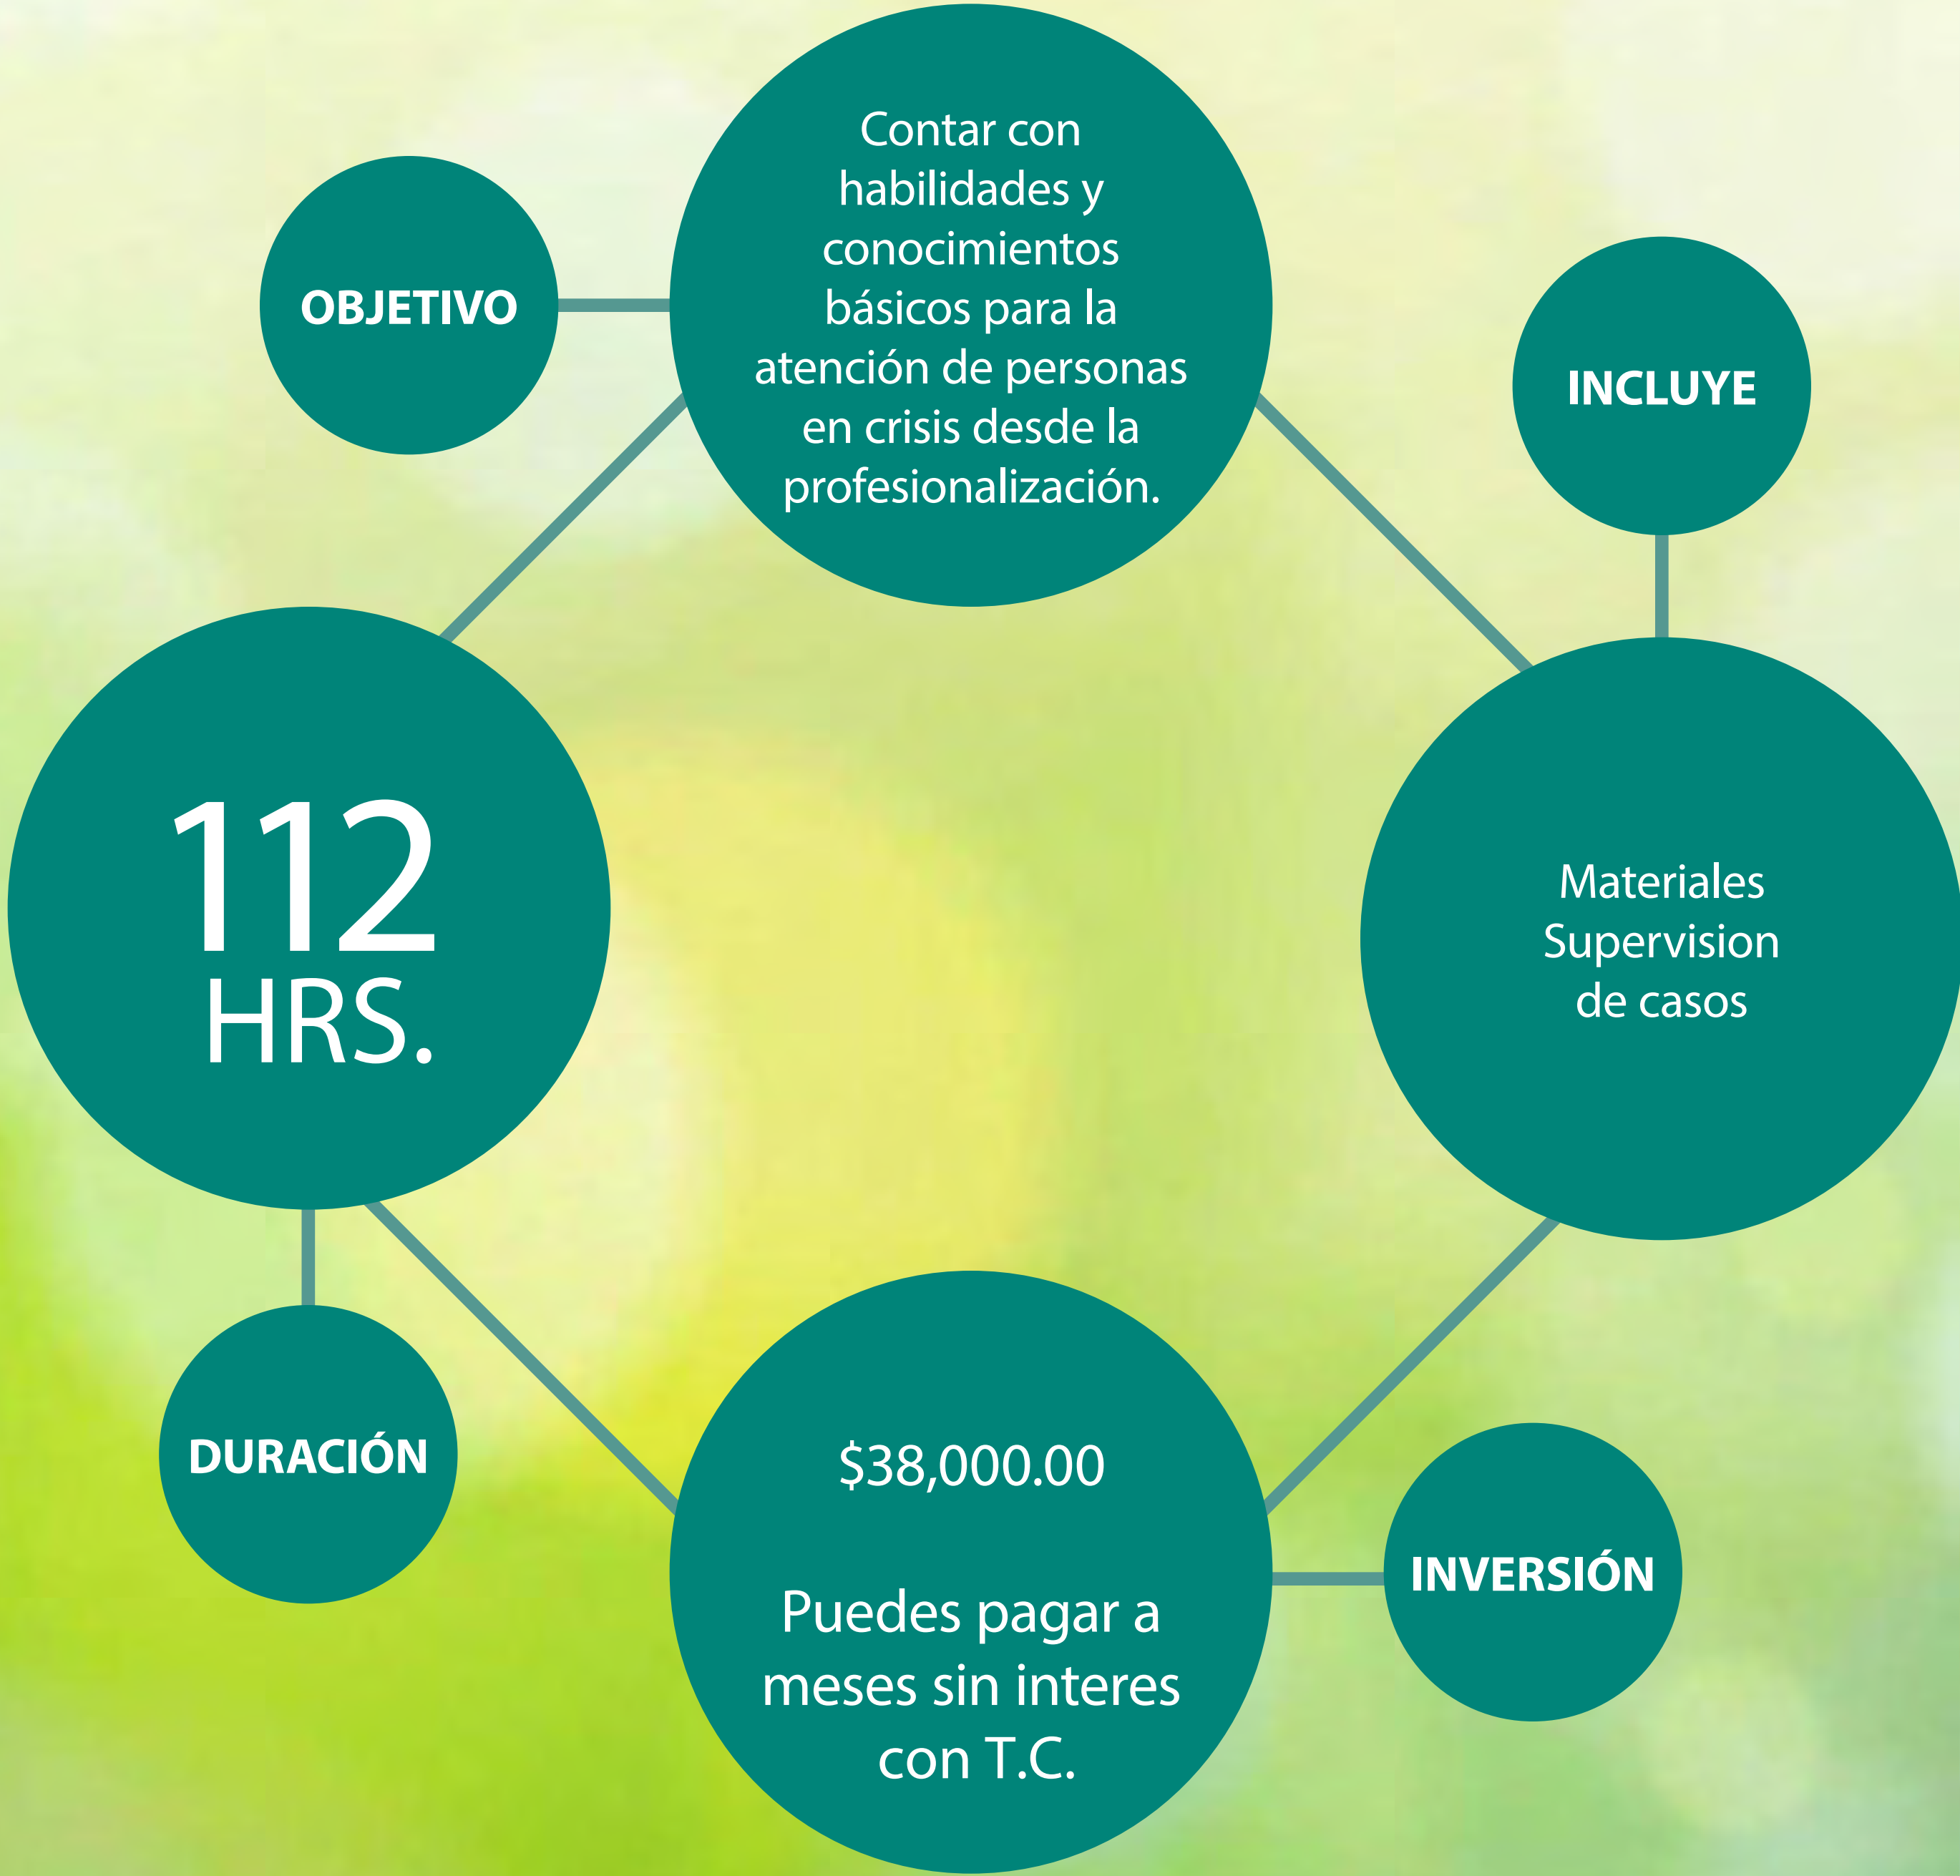 OBJETIVO
Contar con
habilidades y
conocimientos
básicos para la
atención de personas
en crisis desde la
profesionalización.
INCLUYE
Materiales
Supervision
de casos
112
HRS.
DURACIÓN
$38,000.00
Puedes pagar a
meses sin interes
con T.C.
INVERSIÓN